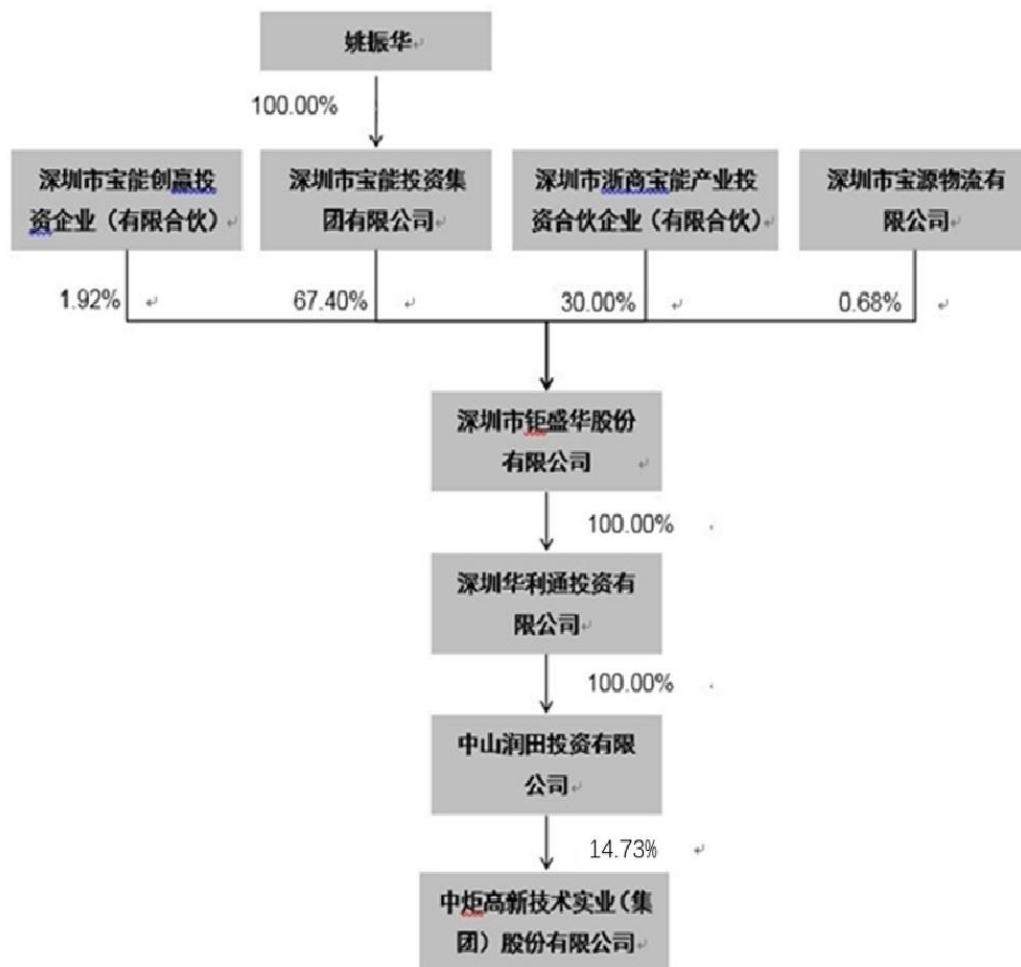 姚振华
100.00%
深圳市宝能创赢投
资企业（有限合伙）
深圳市宝能投资集
团有限公司
深圳市浙商宝能产业投
资合伙企业（有限合伙）
深圳市宝源物流有
限公司
1.92%
67.40%
30.00%
0.68%
深圳市钜盛华股份
有限公司
100.00%
深圳华利通投资有
限公司
100.00%
中山润田投资有限
公司
14.73%
中炬高新技术实业（集
团）股份有限公司